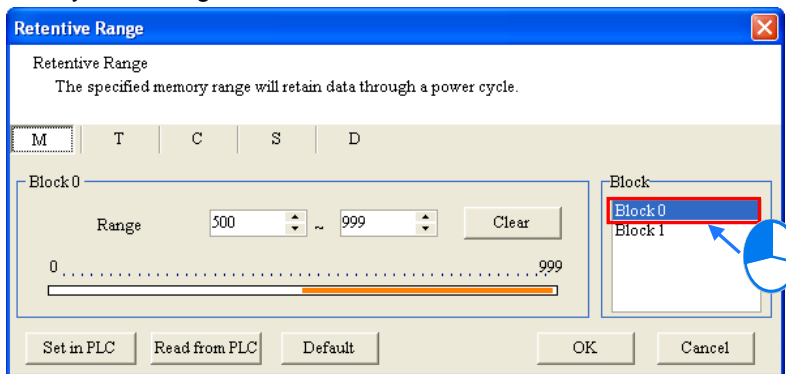 Retentive Range
Retentive Range
The specified memory range will retain data through a power cycle.
M T C S D
Block 0
Range 500 ~ 999 Clear
0 999
Block
Block 0
Block 1
Set in PLC Read from PLC Default OK Cancel